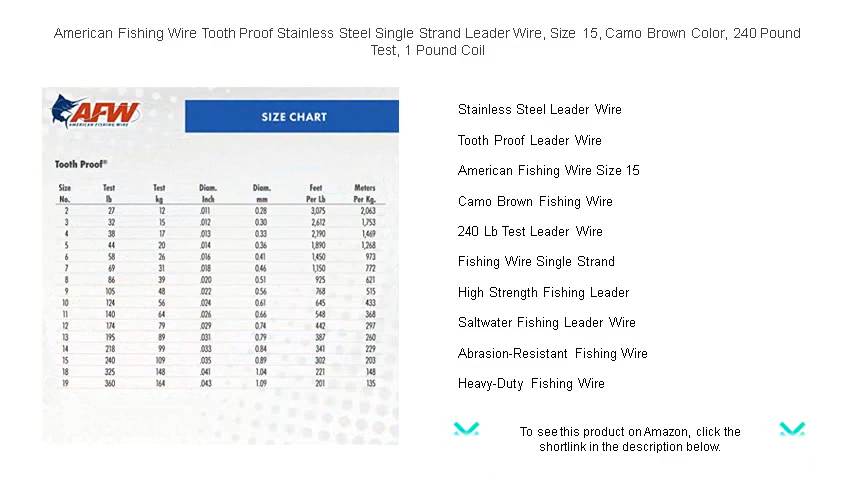 American Fishing Wire Tooth Proof Stainless Steel Single Strand Leader Wire, Size 15, Camo Brown Color, 240 Pound
Test, 1 Pound Coil
AFW
AMERICAN FISHING WIRE
SIZE CHART
Tooth Proof®
Size Test Test Diam. Diam. Feet Meters
No. lb kg Inch mm Per Lb Per Kg.
2 27 12 .011 0.28 3,075 2,063
3 32 15 .012 0.30 2,612 1,753
4 38 17 .013 0.33 2,190 1,469
5 44 20 .014 0.36 1,890 1,268
6 58 26 .016 0.41 1,450 973
7 69 31 .018 0.46 1,150 772
8 86 39 .020 0.51 925 621
9 105 48 .022 0.56 768 515
10 124 56 .024 0.61 645 433
11 140 64 .026 0.66 548 368
12 174 79 .029 0.74 442 297
13 195 89 .031 0.79 387 260
14 218 99 .033 0.84 341 229
15 240 109 .035 0.89 302 203
18 325 148 .041 1.04 221 148
19 360 164 .043 1.09 201 135
Stainless Steel Leader Wire
Tooth Proof Leader Wire
American Fishing Wire Size 15
Camo Brown Fishing Wire
240 Lb Test Leader Wire
Fishing Wire Single Strand
High Strength Fishing Leader
Saltwater Fishing Leader Wire
Abrasion-Resistant Fishing Wire
Heavy-Duty Fishing Wire
To see this product on Amazon, click the
shortlink in the description below.